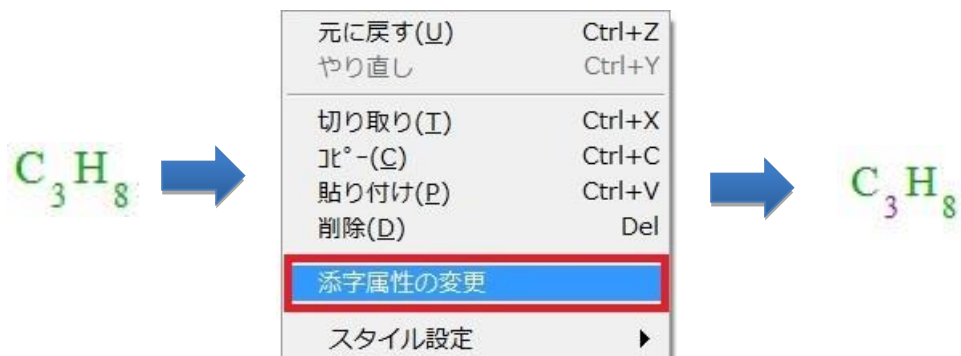 C₃H₈
元に戻す(U) Ctrl+Z
やり直し Ctrl+Y
切り取り(T) Ctrl+X
ｺﾋﾟｰ(C) Ctrl+C
貼り付け(P) Ctrl+V
削除(D) Del
添字属性の変更
スタイル設定
C₃H₈